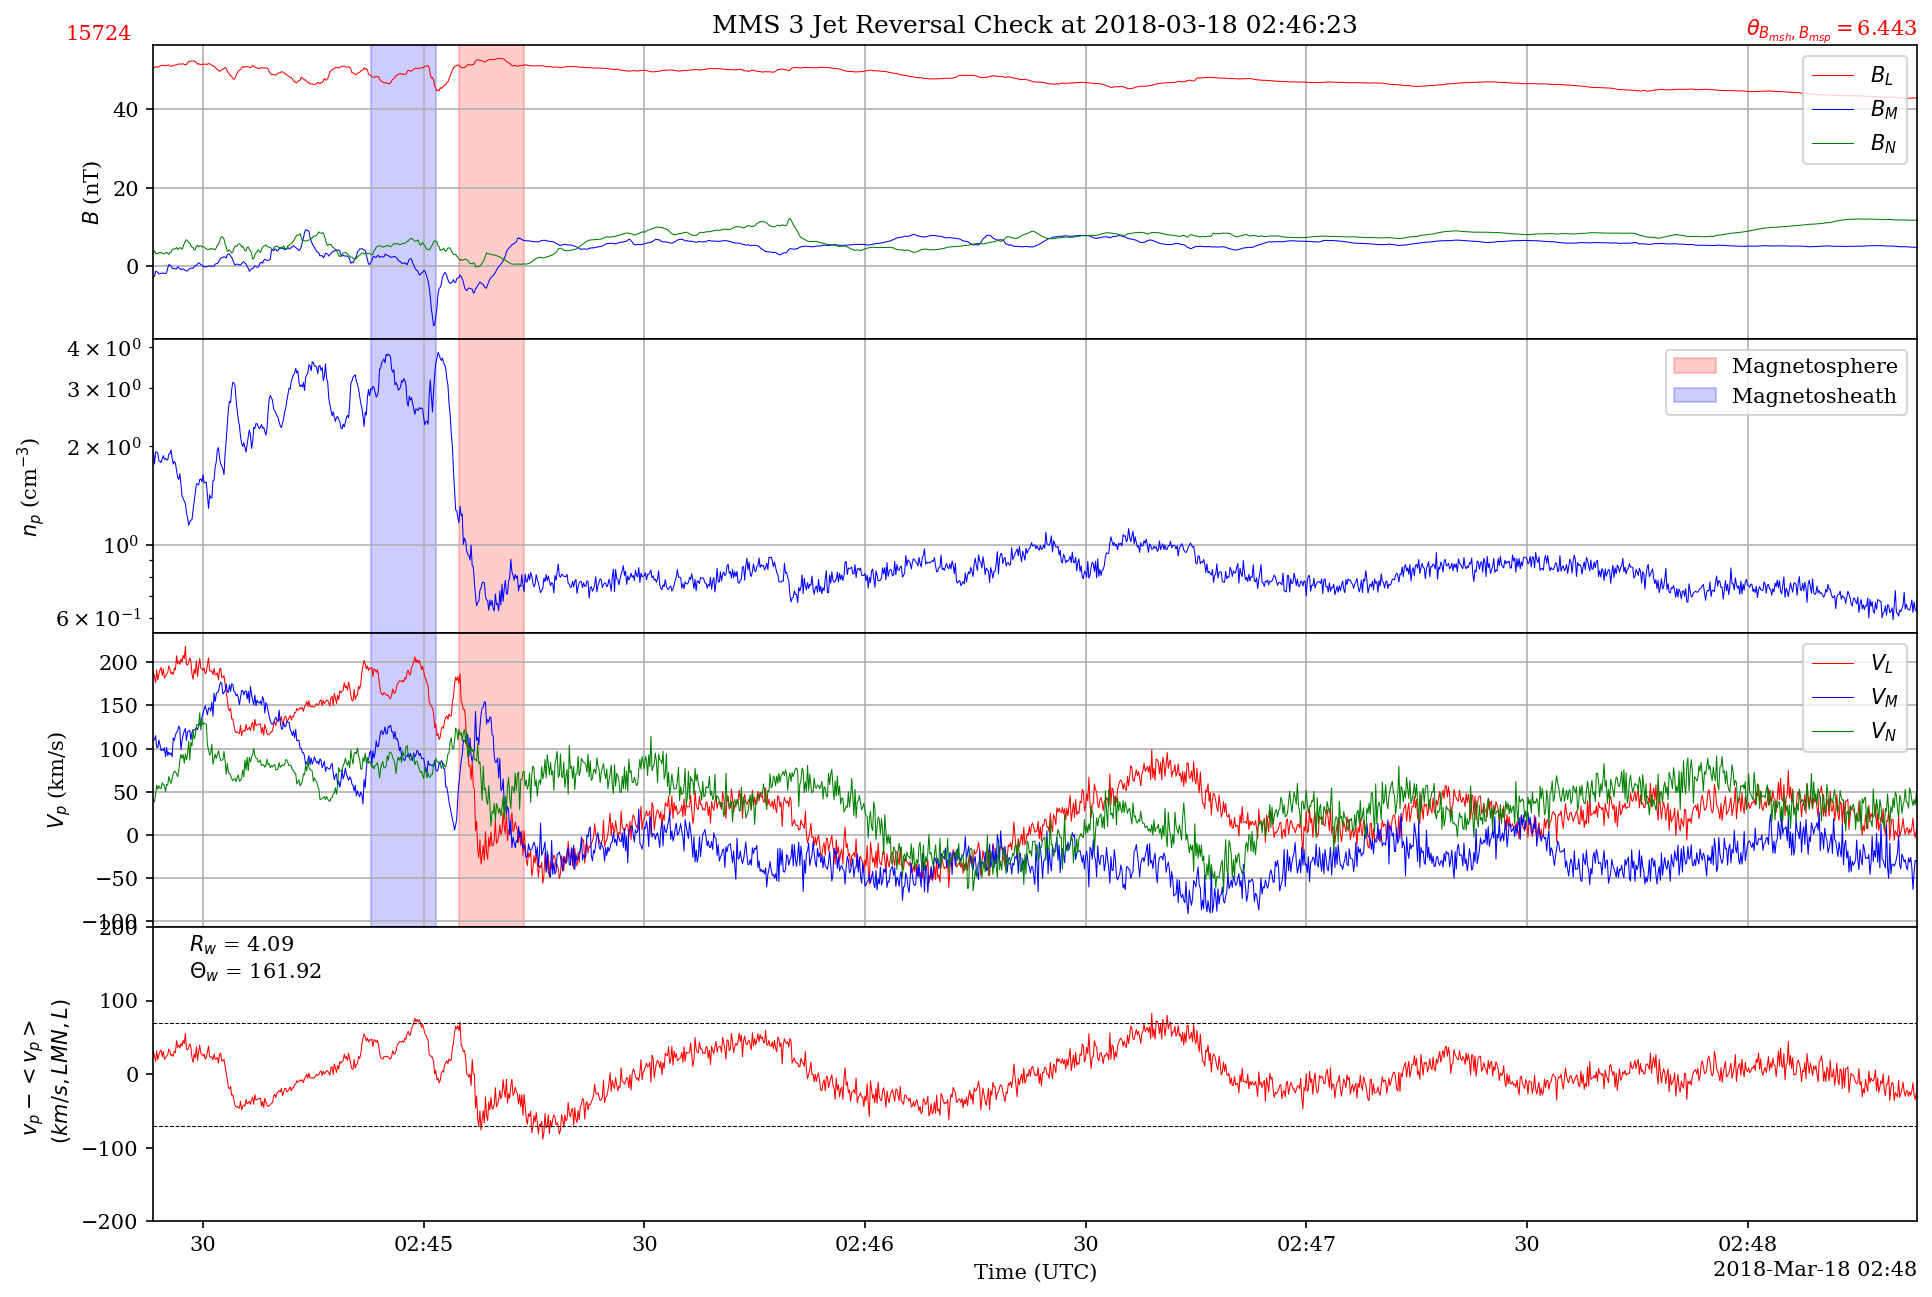 15724
MMS 3 Jet Reversal Check at 2018-03-18 02:46:23
θ_{B_{msh}, B_{msp}} = 6.443
B (nT)
40
20
0
B_L
B_M
B_N
n_p (cm^{-3})
4 × 10^0
3 × 10^0
2 × 10^0
10^0
6 × 10^{-1}
Magnetosphere
Magnetosheath
V_p (km/s)
200
150
100
50
0
−50
−100
V_L
V_M
V_N
v_p − <v_p>
(km/s, LMN, L)
200
100
0
−100
−200
R_w = 4.09
Θ_w = 161.92
30 02:45 30 02:46 30 02:47 30 02:48
Time (UTC)
2018-Mar-18 02:48